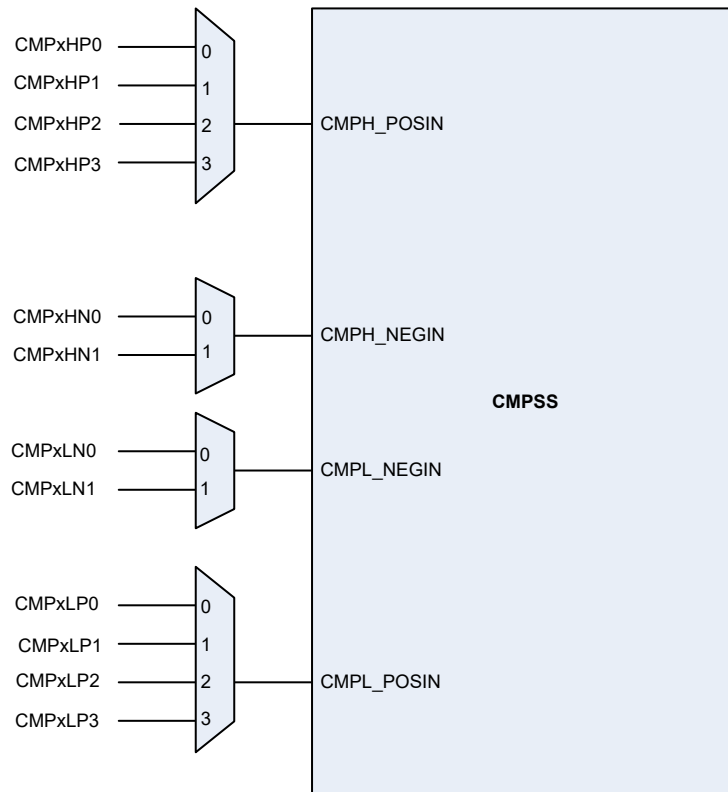 CMPxHP0
0
CMPxHP1
1
CMPxHP2
2
CMPH_POSIN
CMPxHP3
3
CMPxHN0
0
CMPxHN1
1
CMPH_NEGIN
CMPSS
CMPxLN0
0
CMPxLN1
1
CMPL_NEGIN
CMPxLP0
0
CMPxLP1
1
CMPxLP2
2
CMPL_POSIN
CMPxLP3
3